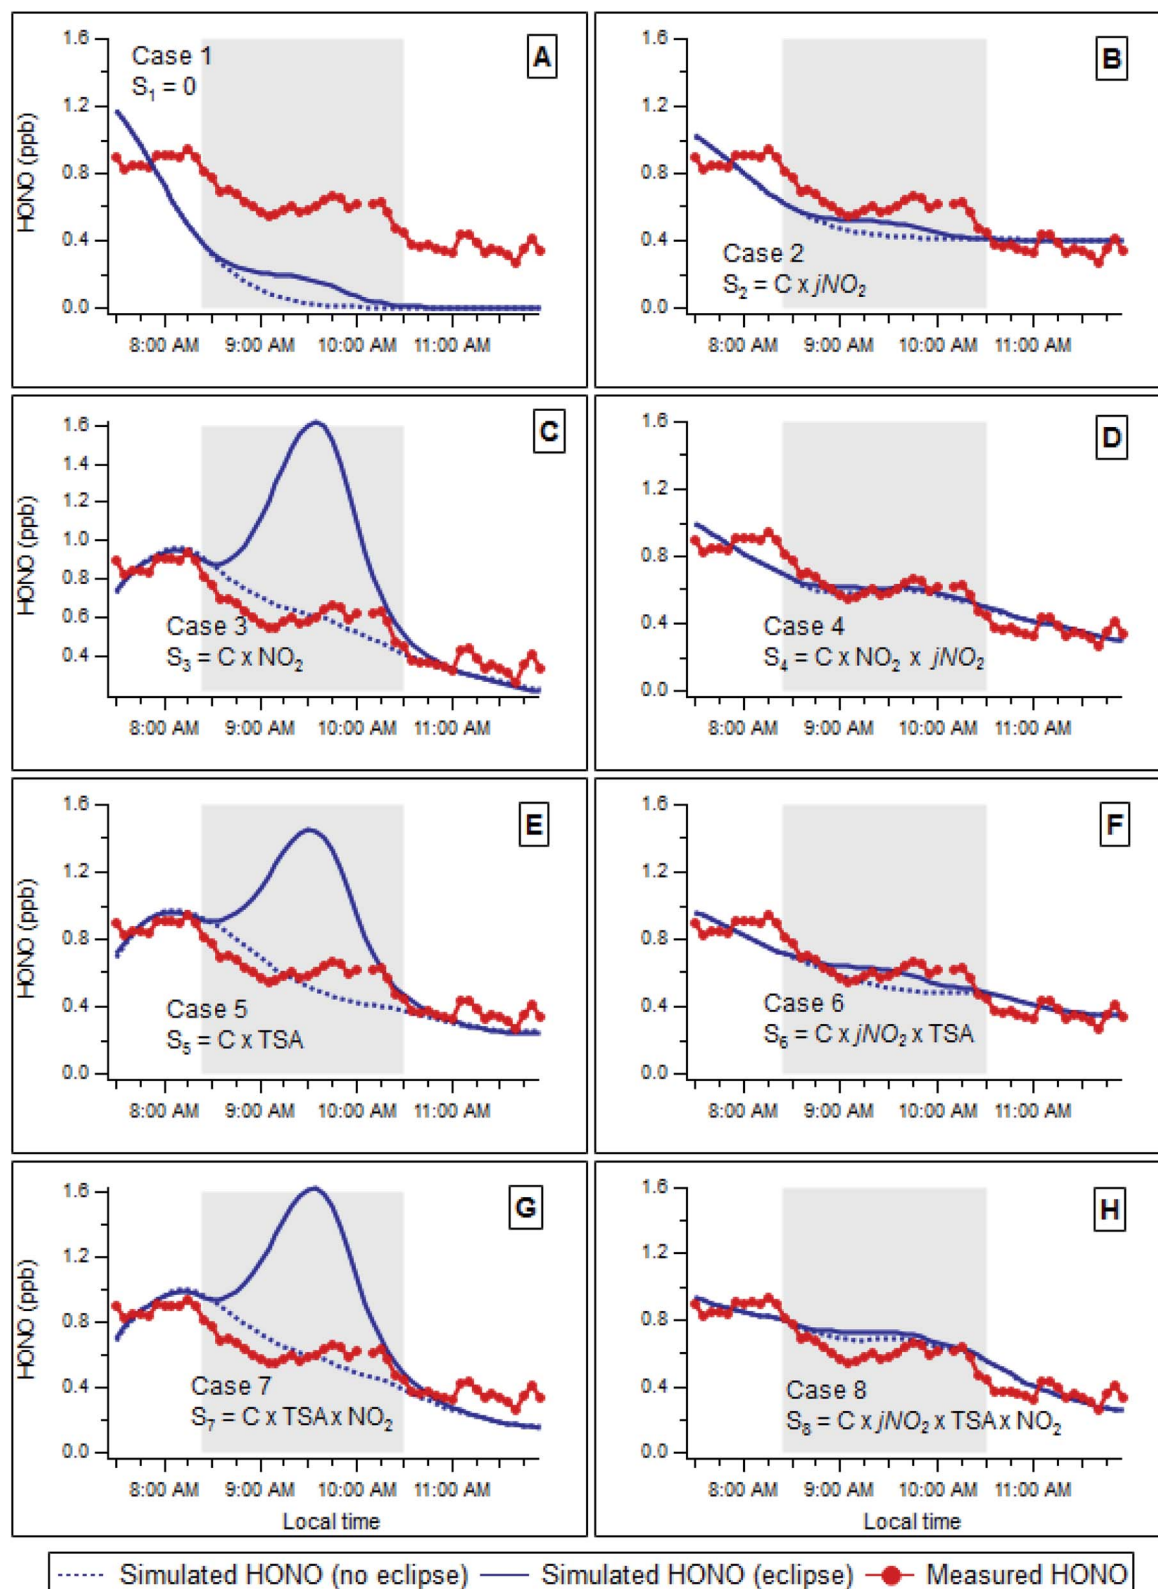 A
Case 1
S₁ = 0
HONO (ppb)
1.6
1.2
0.8
0.4
0.0
8:00 AM 9:00 AM 10:00 AM 11:00 AM
B
Case 2
S₂ = C x jNO₂
1.6
1.2
0.8
0.4
0.0
8:00 AM 9:00 AM 10:00 AM 11:00 AM
C
Case 3
S₃ = C x NO₂
HONO (ppb)
1.6
1.4
1.2
1.0
0.8
0.6
0.4
8:00 AM 9:00 AM 10:00 AM 11:00 AM
D
Case 4
S₄ = C x NO₂ x jNO₂
1.6
1.2
0.8
0.4
0.0
8:00 AM 9:00 AM 10:00 AM 11:00 AM
E
Case 5
S₅ = C x TSA
HONO (ppb)
1.6
1.2
0.8
0.4
0.0
8:00 AM 9:00 AM 10:00 AM 11:00 AM
F
Case 6
S₆ = C x jNO₂ x TSA
1.6
1.2
0.8
0.4
0.0
8:00 AM 9:00 AM 10:00 AM 11:00 AM
G
Case 7
S₇ = C x TSA x NO₂
HONO (ppb)
1.6
1.2
0.8
0.4
0.0
8:00 AM 9:00 AM 10:00 AM 11:00 AM
Local time
H
Case 8
S₈ = C x jNO₂ x TSA x NO₂
1.6
1.2
0.8
0.4
0.0
8:00 AM 9:00 AM 10:00 AM 11:00 AM
Local time
Simulated HONO (no eclipse) Simulated HONO (eclipse) Measured HONO